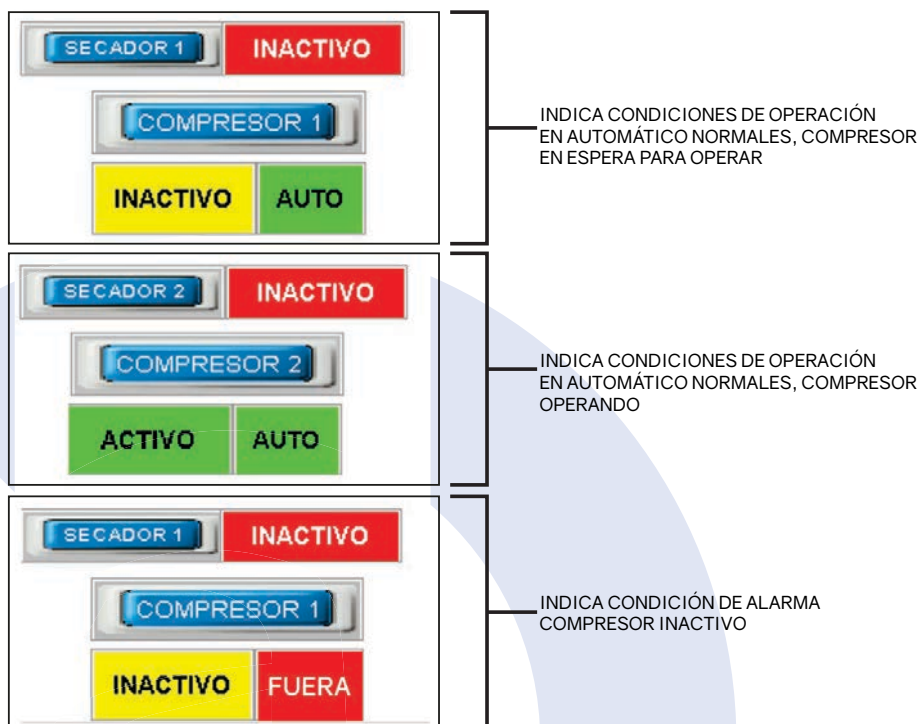 SECADOR 1 INACTIVO
COMPRESOR 1
INACTIVO AUTO
INDICA CONDICIONES DE OPERACIÓN
EN AUTOMÁTICO NORMALES, COMPRESOR
EN ESPERA PARA OPERAR
SECADOR 2 INACTIVO
COMPRESOR 2
ACTIVO AUTO
INDICA CONDICIONES DE OPERACIÓN
EN AUTOMÁTICO NORMALES, COMPRESOR
OPERANDO
SECADOR 1 INACTIVO
COMPRESOR 1
INACTIVO FUERA
INDICA CONDICIÓN DE ALARMA
COMPRESOR INACTIVO